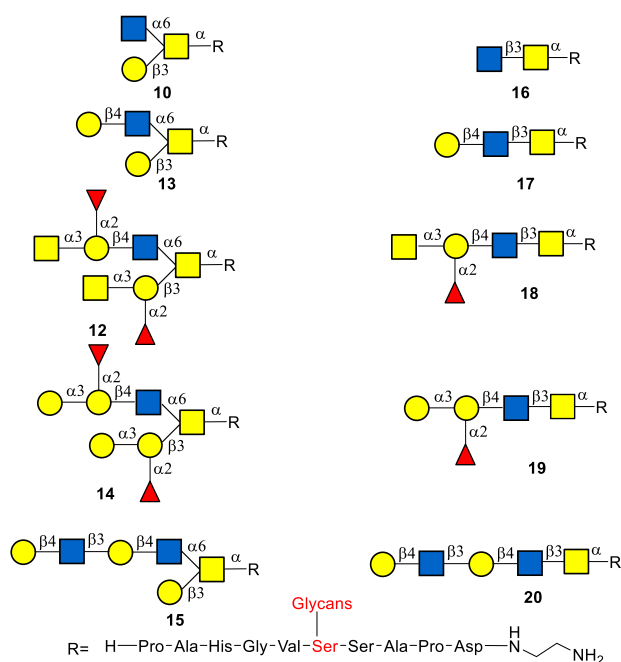 α6
α
R
β3
10
β3
α
R
16
β4
α6
α
R
β3
13
β4
β3
α
R
17
α2
α3
β4
α6
α
R
α3
β3
α2
12
α3
β4
β3
α
R
α2
18
α2
α3
β4
α6
α
R
α3
β3
α2
14
α3
β4
β3
α
R
α2
19
β4
β3
β4
α6
α
R
β3
15
β4
β3
β4
β3
α
R
20
Glycans
R= H–Pro-Ala-His-Gly-Val-Ser-Ser-Ala-Pro-Asp-N
H
NH2